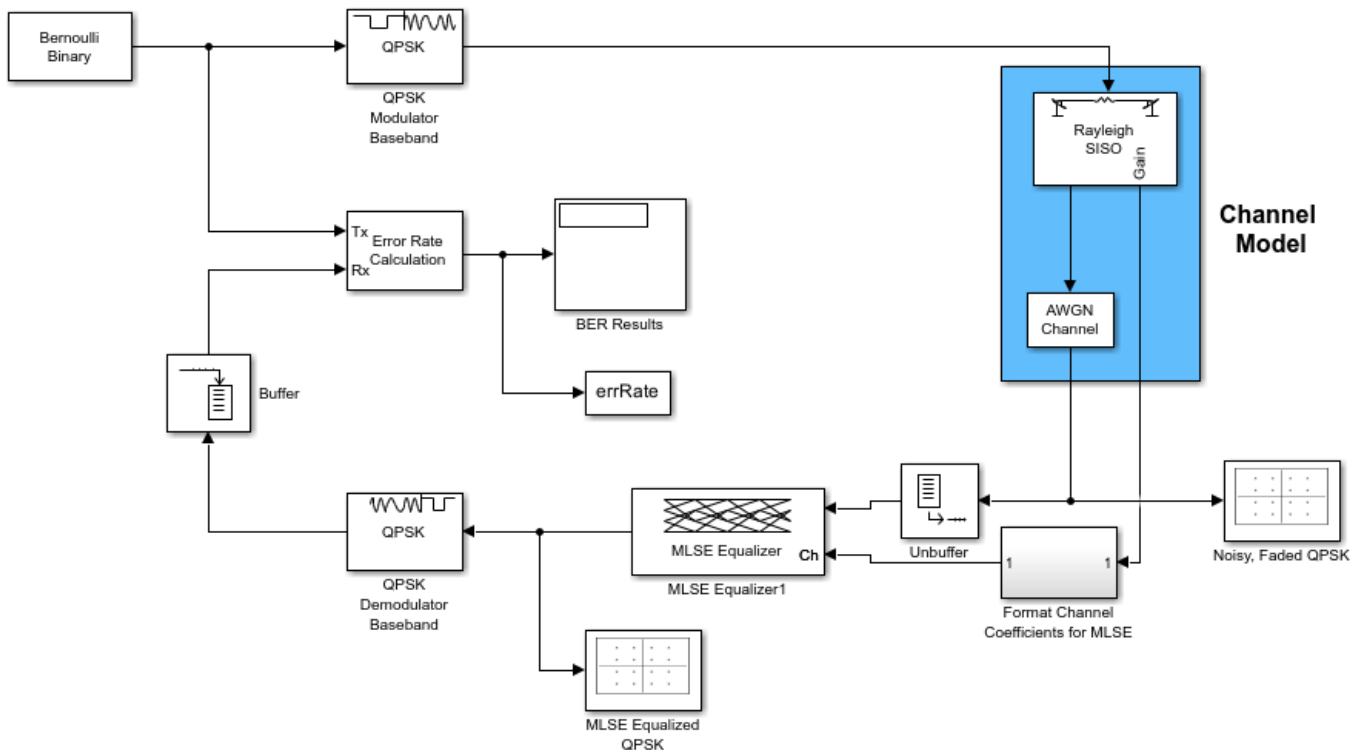 Bernoulli
Binary
QPSK
QPSK
Modulator
Baseband
Rayleigh
SISO
Gain
Channel
Model
AWGN
Channel
Tx
Rx
Error Rate
Calculation
BER Results
errRate
Buffer
QPSK
QPSK
Demodulator
Baseband
MLSE Equalizer
Ch
MLSE Equalizer1
Unbuffer
1
1
Format Channel
Coefficients for MLSE
Noisy, Faded QPSK
MLSE Equalized
QPSK